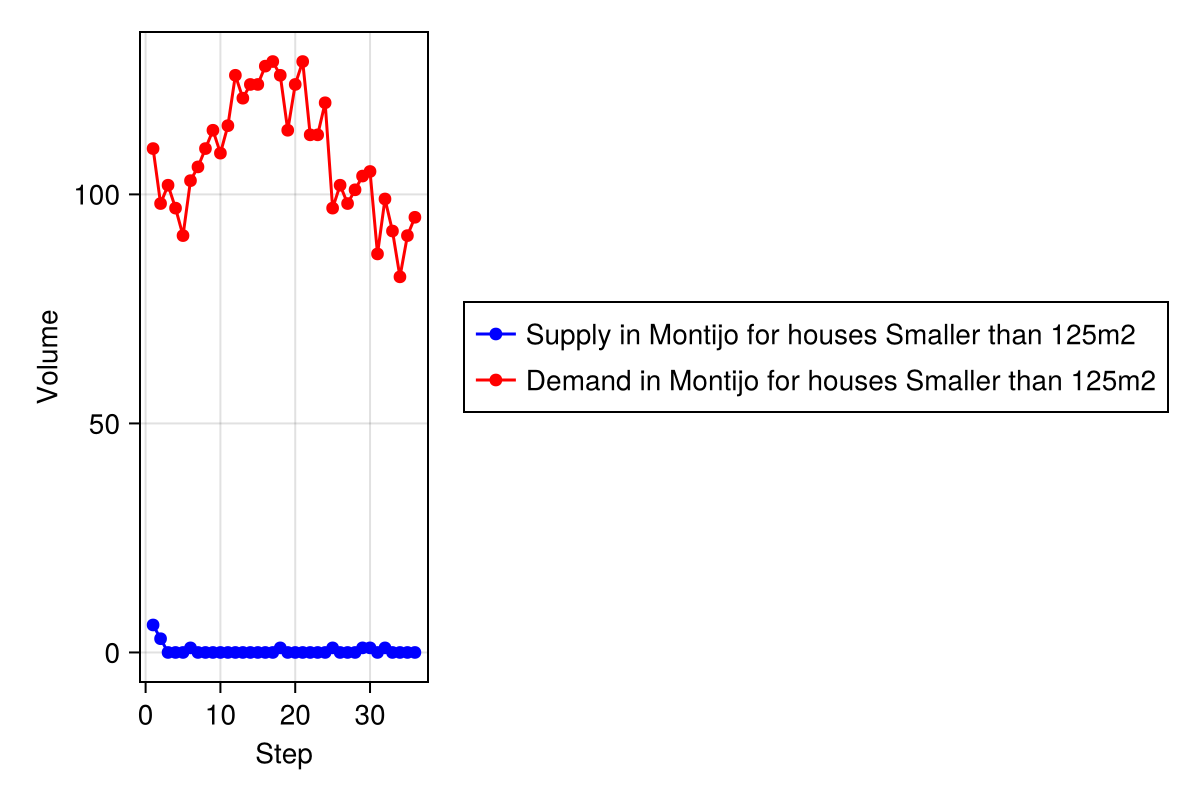 Volume
100
50
0
0 10 20 30
Step
Supply in Montijo for houses Smaller than 125m2
Demand in Montijo for houses Smaller than 125m2